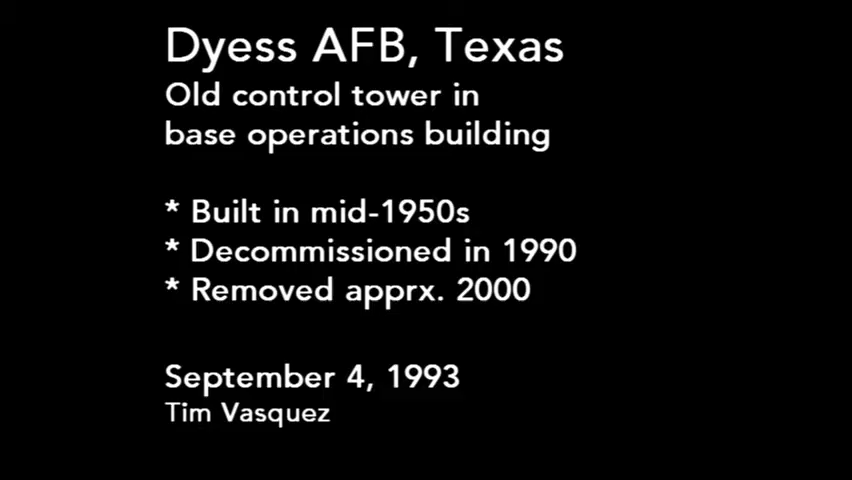 Dyess AFB, Texas
Old control tower in
base operations building
* Built in mid-1950s
* Decommissioned in 1990
* Removed apprx. 2000
September 4, 1993
Tim Vasquez